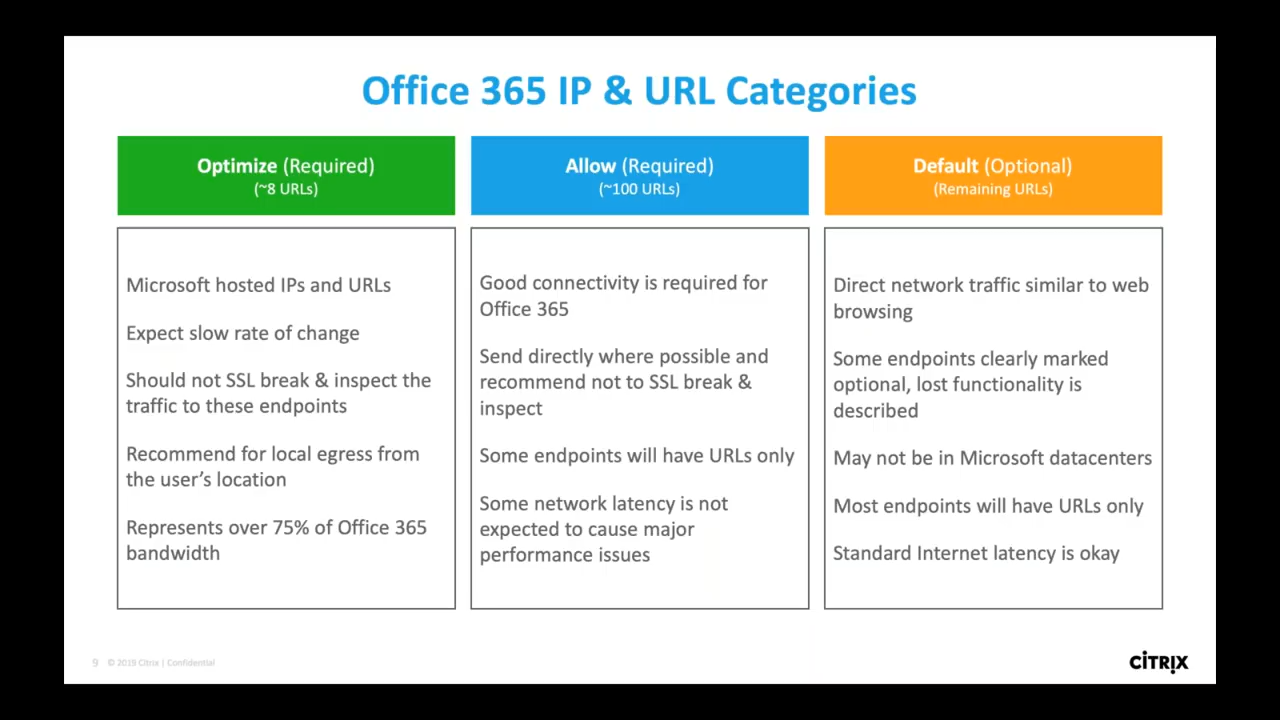 Office 365 IP & URL Categories
Optimize (Required)
(~8 URLs)
Microsoft hosted IPs and URLs
Expect slow rate of change
Should not SSL break & inspect the
traffic to these endpoints
Recommend for local egress from
the user’s location
Represents over 75% of Office 365
bandwidth
Allow (Required)
(~100 URLs)
Good connectivity is required for
Office 365
Send directly where possible and
recommend not to SSL break &
inspect
Some endpoints will have URLs only
Some network latency is not
expected to cause major
performance issues
Default (Optional)
(Remaining URLs)
Direct network traffic similar to web
browsing
Some endpoints clearly marked
optional, lost functionality is
described
May not be in Microsoft datacenters
Most endpoints will have URLs only
Standard Internet latency is okay
9 © 2019 Citrix | Confidential
CITRIX